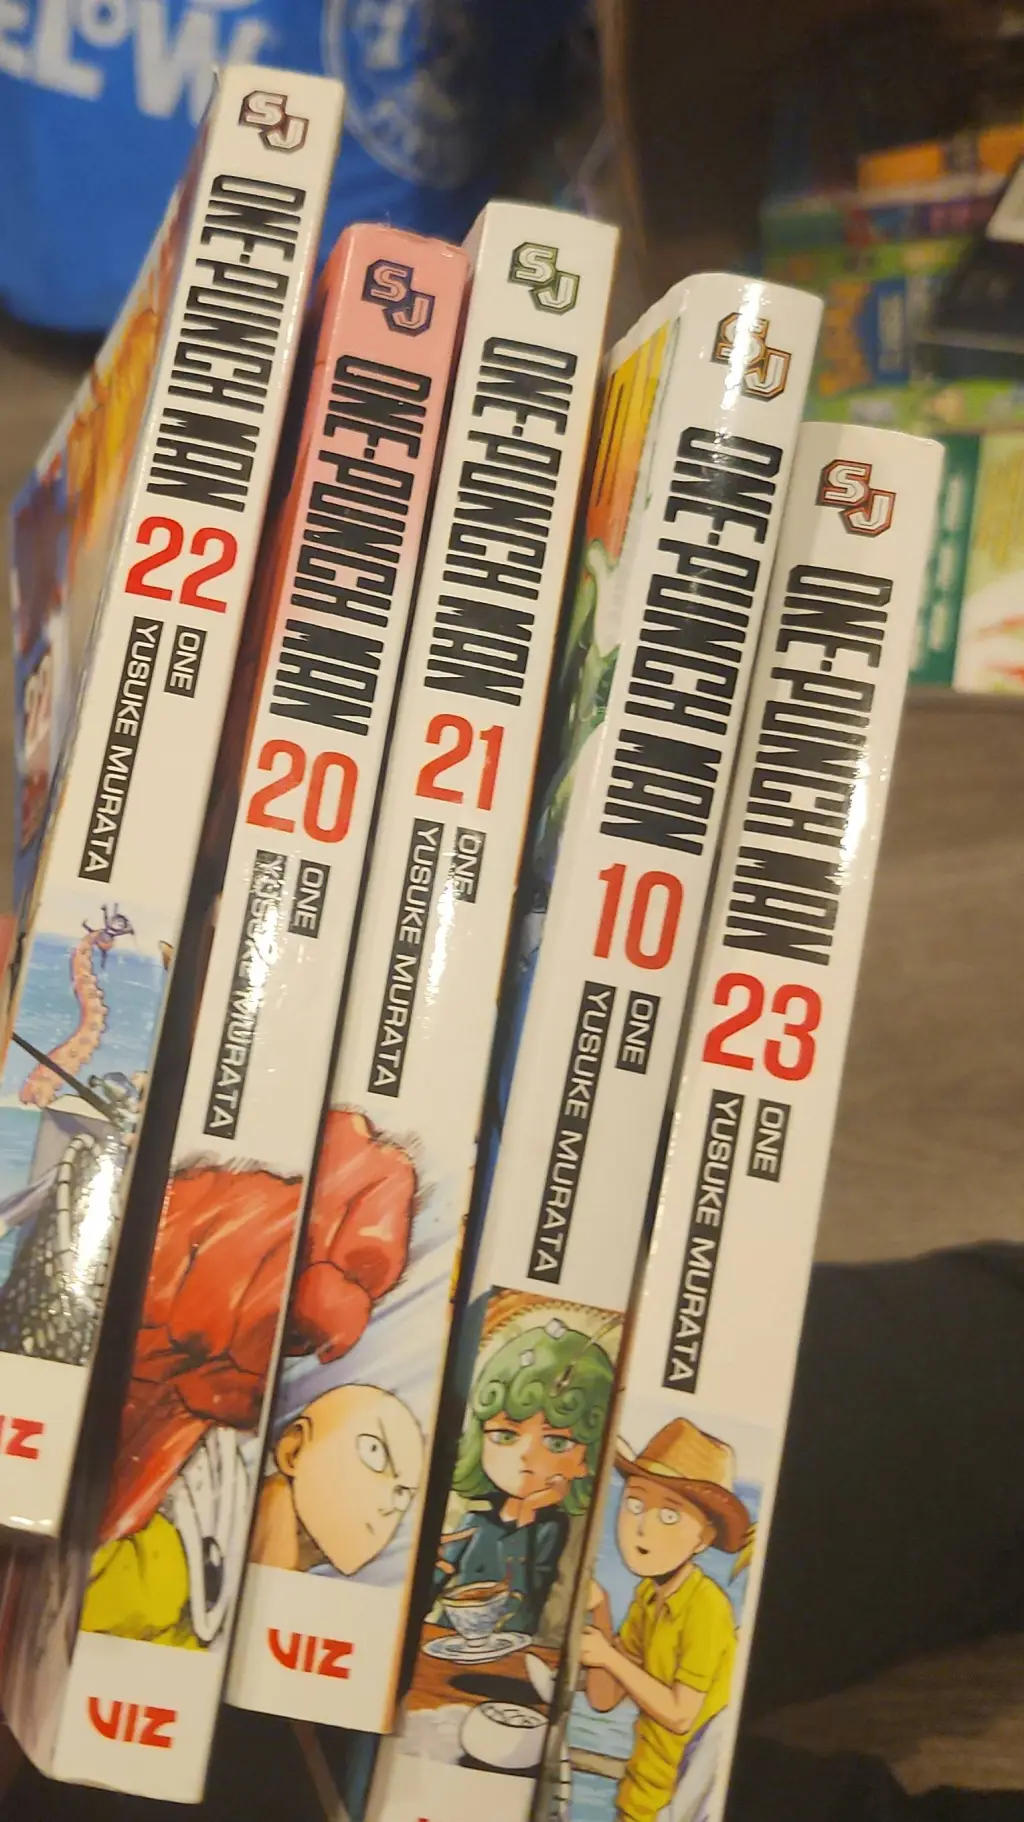 SJ
ONE-PUNCH MAN
22
ONE
YUSUKE MURATA
SJ
ONE-PUNCH MAN
20
ONE
YUSUKE MURATA
VIZ
SJ
ONE-PUNCH MAN
21
ONE
YUSUKE MURATA
VIZ
SJ
ONE-PUNCH MAN
10
ONE
YUSUKE MURATA
SJ
ONE-PUNCH MAN
23
ONE
YUSUKE MURATA